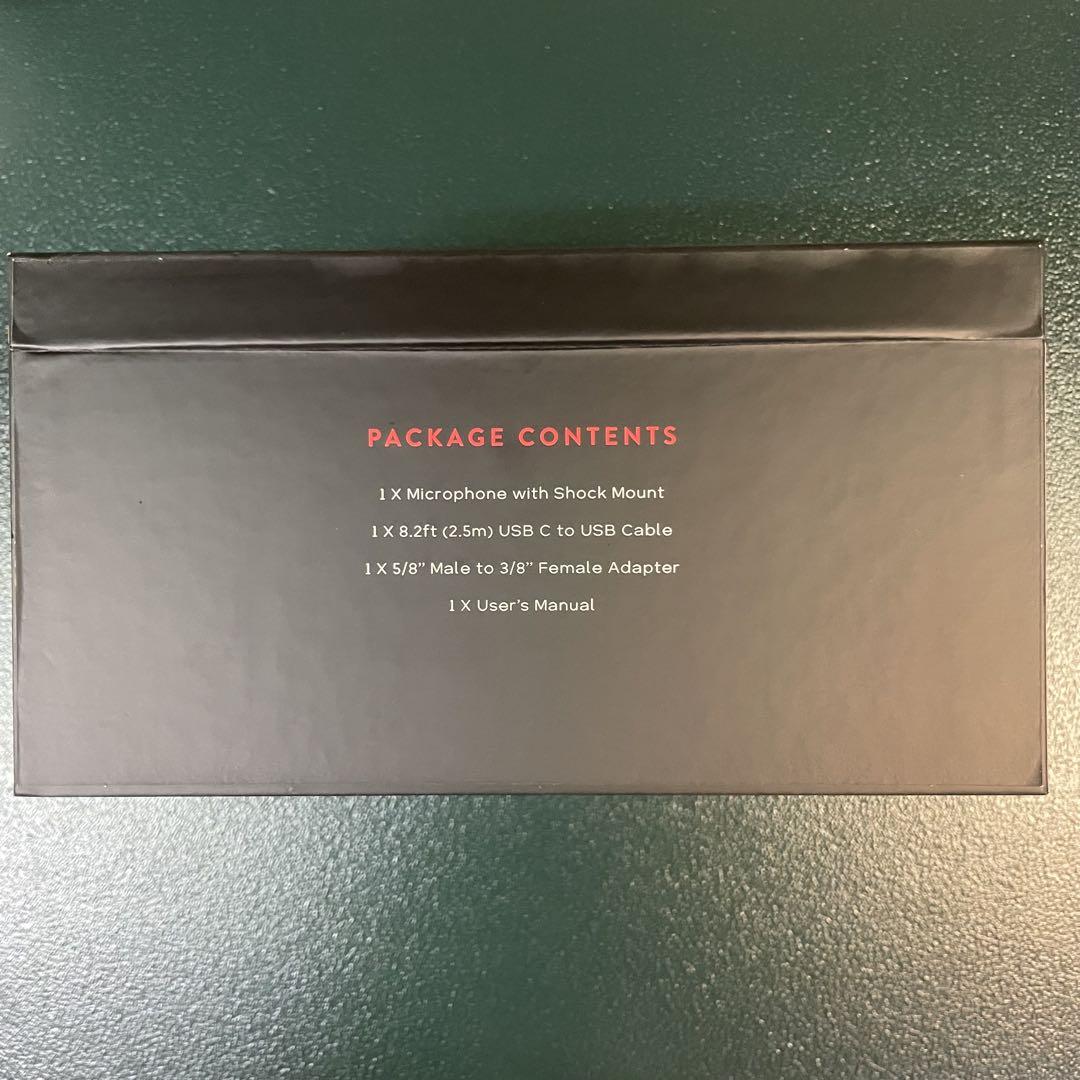 PACKAGE CONTENTS
1 X Microphone with Shock Mount
1 X 8.2ft (2.5m) USB C to USB Cable
1 X 5/8” Male to 3/8” Female Adapter
1 X User’s Manual